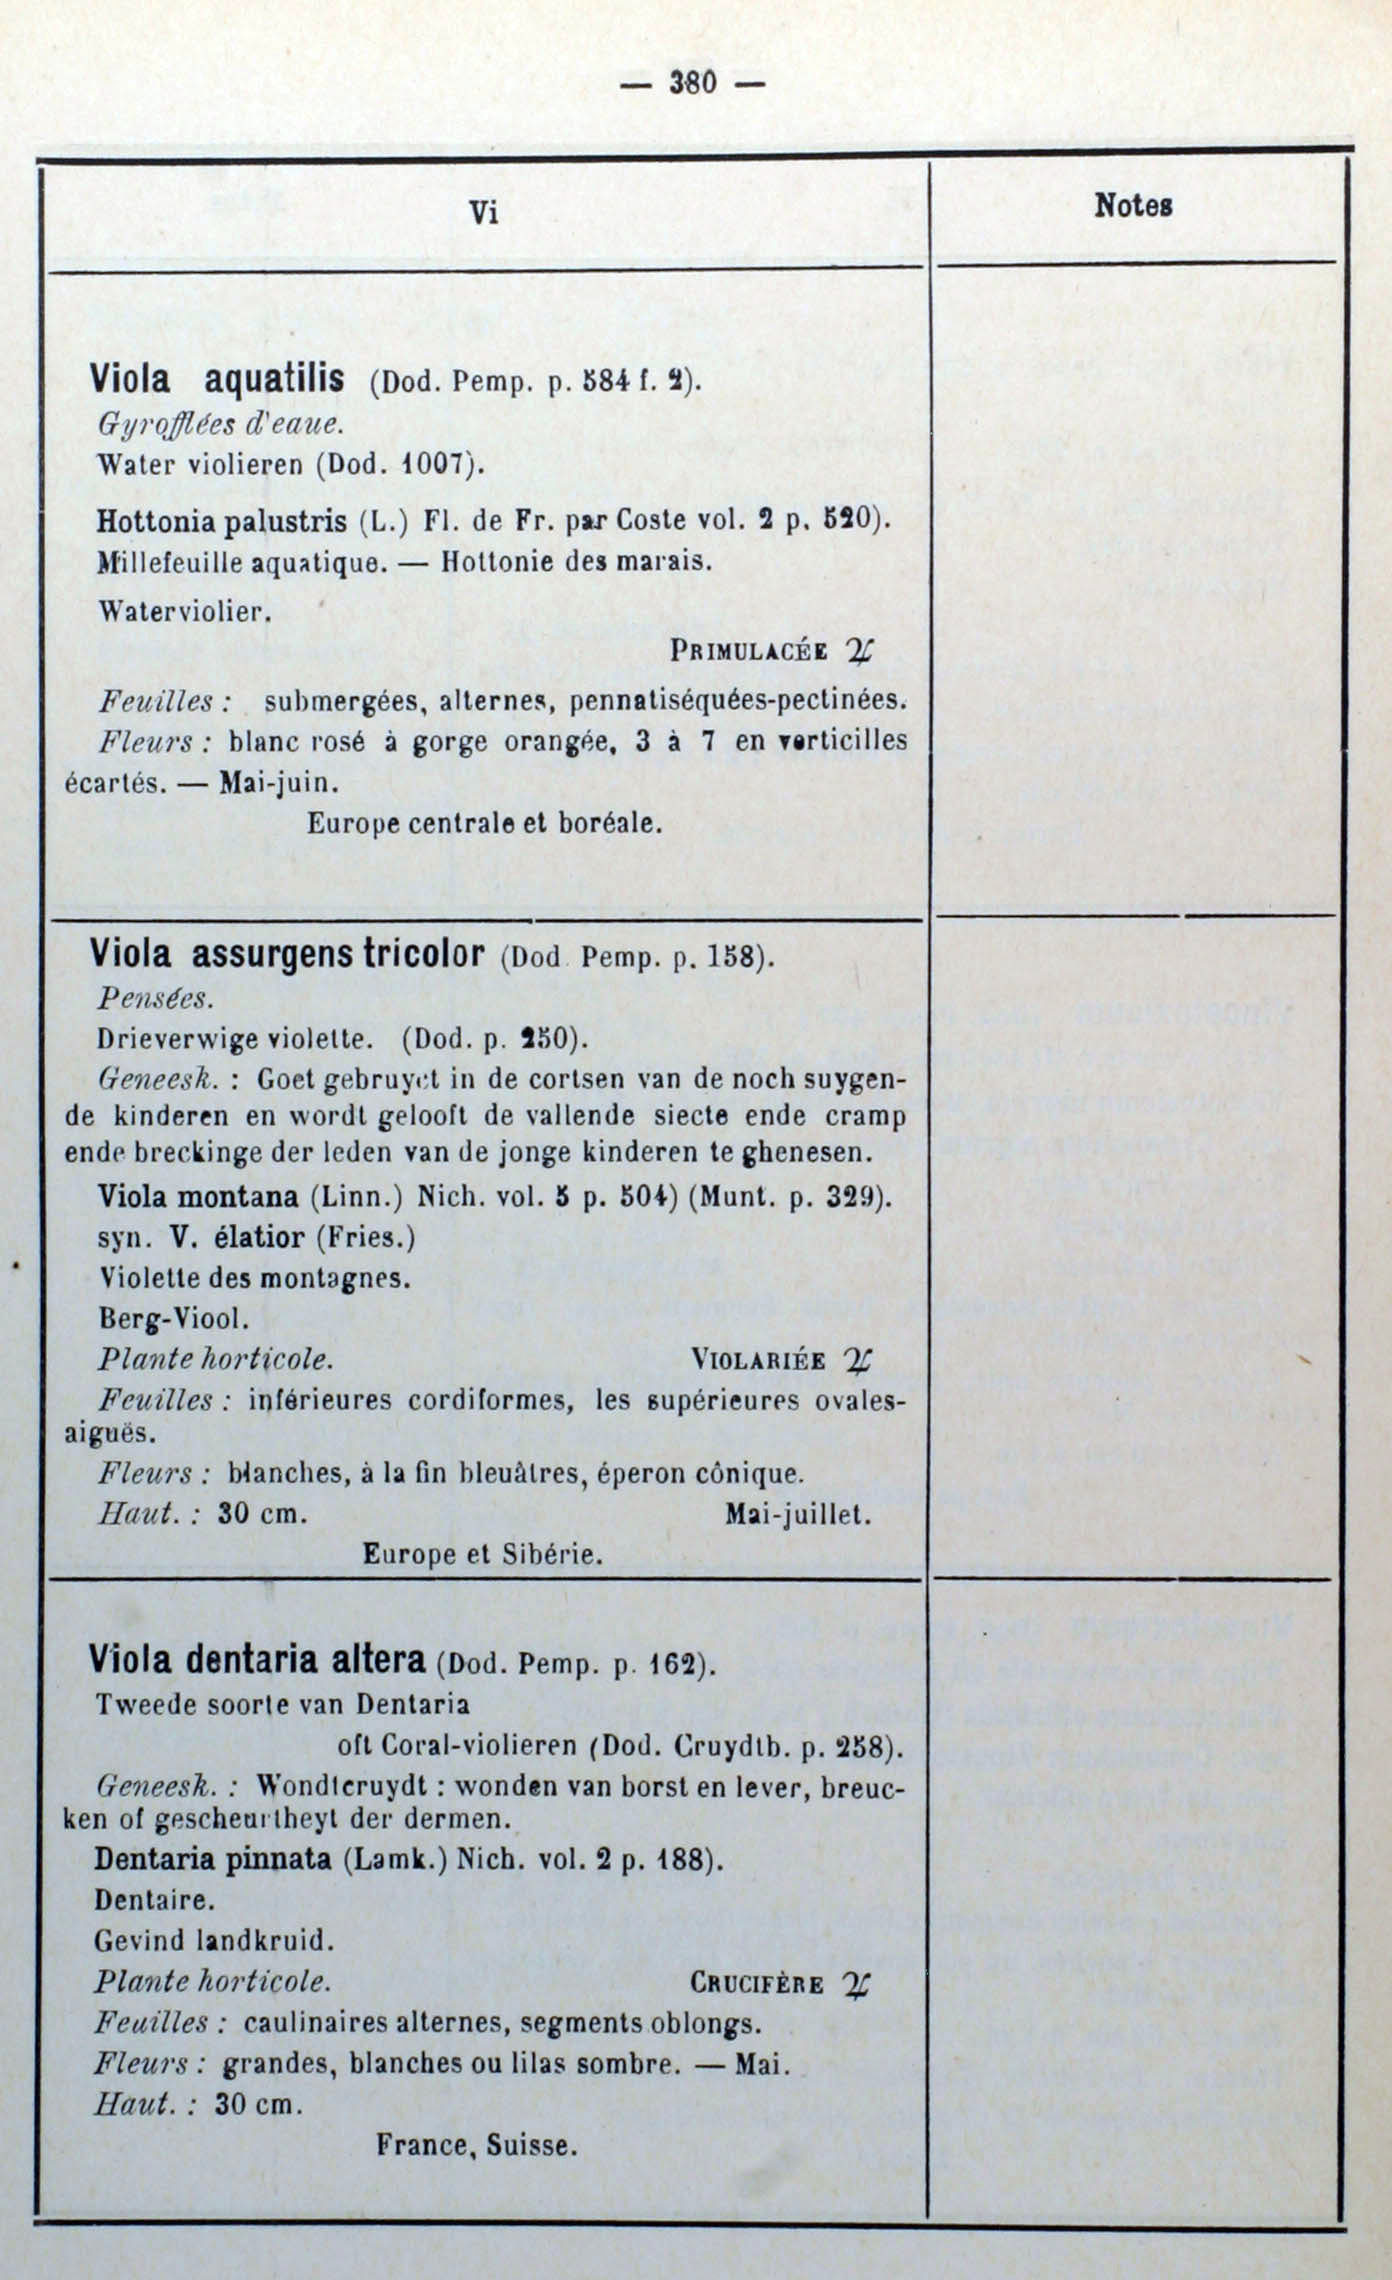 — 380 —
Vi
Notes
Viola aquatilis (Dod. Pemp. p. 584 f. 2).
Gyrofflées d'eaue.
Water violieren (Dod. 1007).
Hottonia palustris (L.) Fl. de Fr. par Coste vol. 2 p. 520).
Millefeuille aquatique. — Hottonie des marais.
Waterviolier.
PRIMULACÉE ♃
Feuilles : submergées, alternes, pennatiséquées-pectinées.
Fleurs : blanc rosé à gorge orangée, 3 à 7 en verticilles
écartés. — Mai-juin.
Europe centrale et boréale.
Viola assurgens tricolor (Dod. Pemp. p. 158).
Pensées.
Drieverwige violette. (Dod. p. 250).
Geneesk. : Goet gebruyct in de cortsen van de noch suygen-
de kinderen en wordt gelooft de vallende siecte ende cramp
ende breckinge der leden van de jonge kinderen te ghenesen.
Viola montana (Linn.) Nich. vol. 5 p. 504) (Munt. p. 329).
syn. V. élatior (Fries.)
Violette des montagnes.
Berg-Viool.
Plante horticole. VIOLARIÉE ♃
Feuilles : inférieures cordiformes, les supérieures ovales-
aiguës.
Fleurs : blanches, à la fin bleuâtres, éperon cônique.
Haut. : 30 cm. Mai-juillet.
Europe et Sibérie.
Viola dentaria altera (Dod. Pemp. p. 162).
Tweede soorte van Dentaria
oft Coral-violieren (Dod. Cruydtb. p. 258).
Geneesk. : Wondtcruydt : wonden van borst en lever, breuc-
ken of gescheurtheyt der dermen.
Dentaria pinnata (Lamk.) Nich. vol. 2 p. 188).
Dentaire.
Gevind landkruid.
Plante horticole. CRUCIFÈRE ♃
Feuilles : caulinaires alternes, segments oblongs.
Fleurs : grandes, blanches ou lilas sombre. — Mai.
Haut. : 30 cm.
France, Suisse.